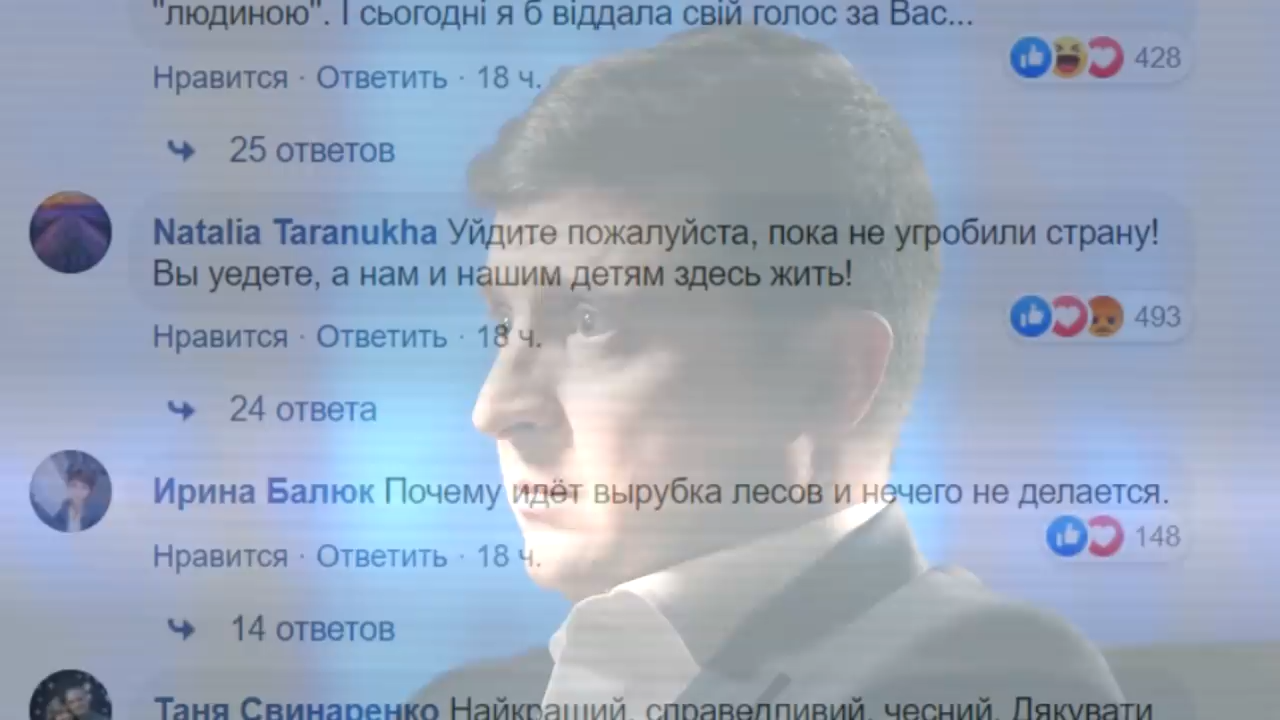 "людиною". І сьогодні я б віддала свій голос за Вас...
428
Нравится · Ответить · 18 ч.
25 ответов
Natalia Taranukha Уйдите пожалуйста, пока не угробили страну!
Вы уедете, а нам и нашим детям здесь жить!
493
Нравится · Ответить · 18 ч.
24 ответа
Ирина Балюк Почему идёт вырубка лесов и нечего не делается.
148
Нравится · Ответить · 18 ч.
14 ответов
Таня Свинаренко Найкращий, справедливий, чесний. Дякувати